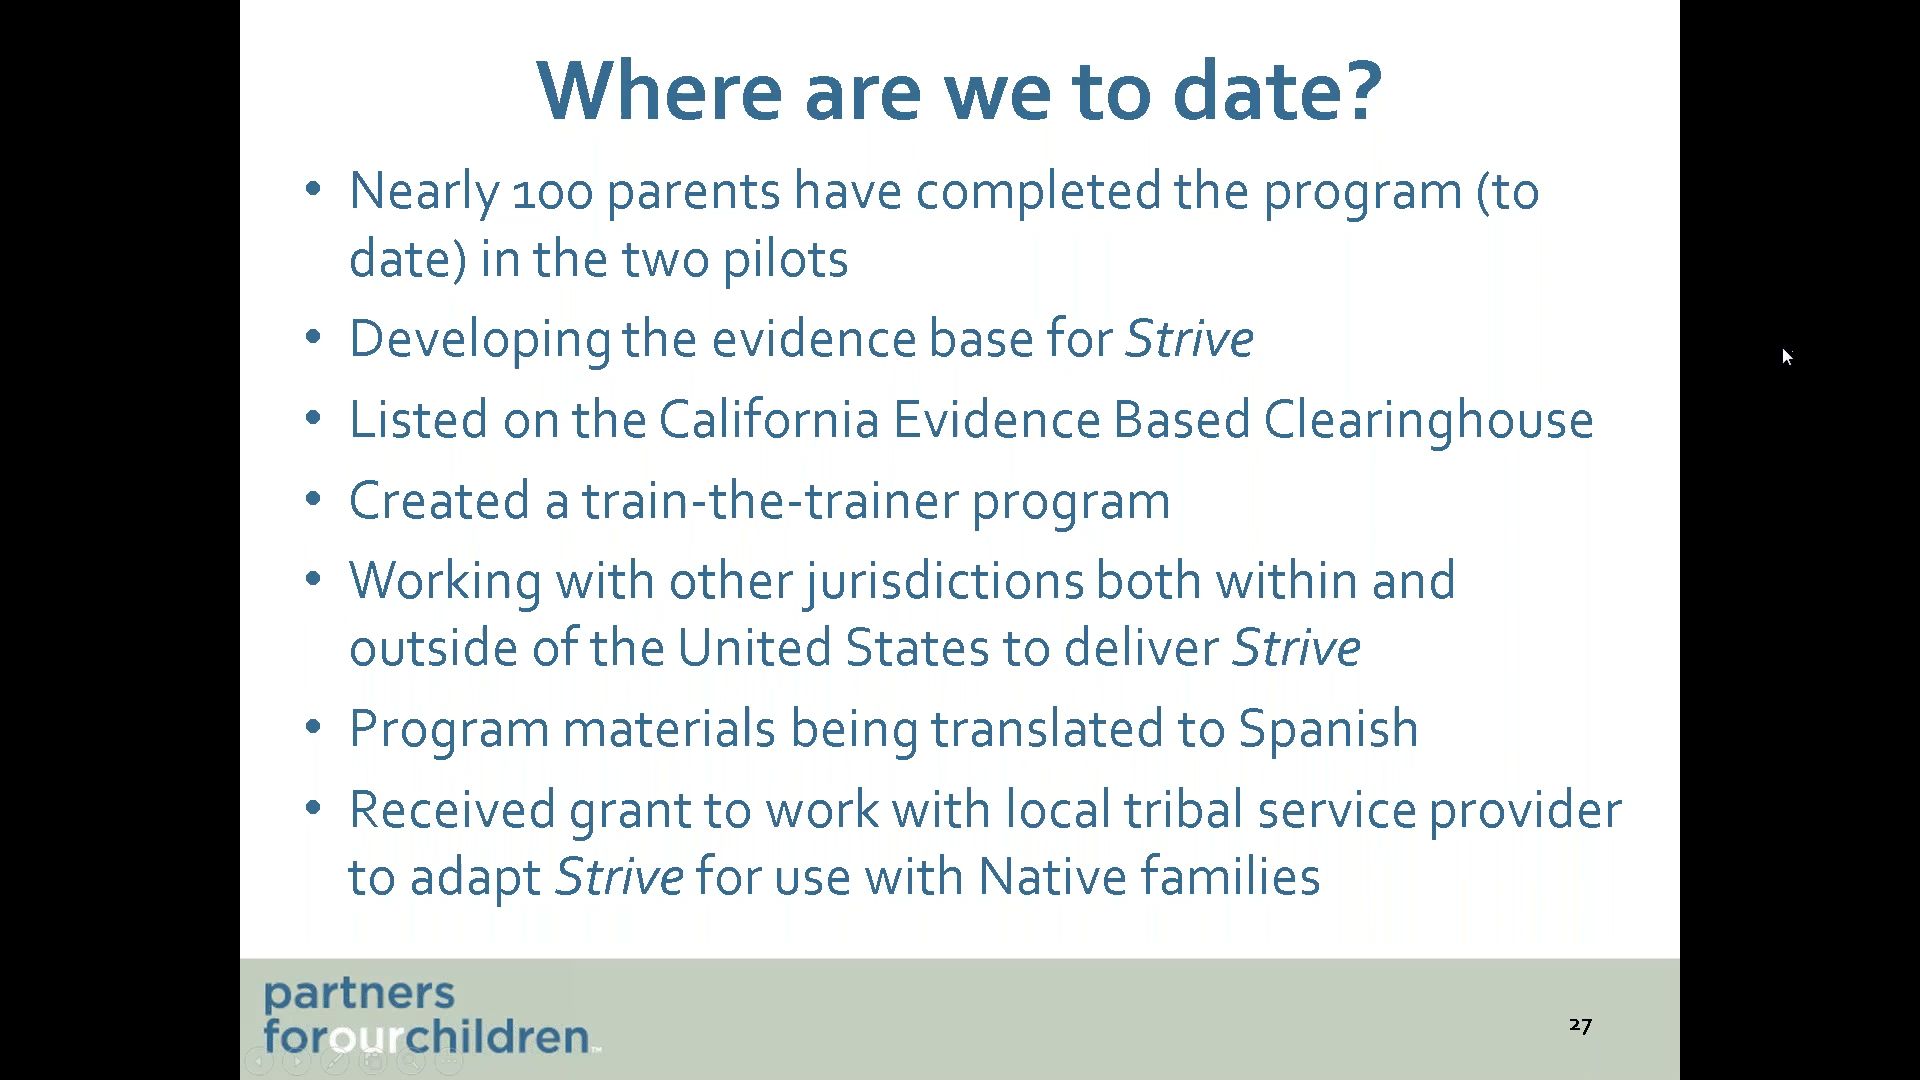 Where are we to date?
• Nearly 100 parents have completed the program (to
date) in the two pilots
• Developing the evidence base for Strive
• Listed on the California Evidence Based Clearinghouse
• Created a train-the-trainer program
• Working with other jurisdictions both within and
outside of the United States to deliver Strive
• Program materials being translated to Spanish
• Received grant to work with local tribal service provider
to adapt Strive for use with Native families
partners
forourchildren™
27